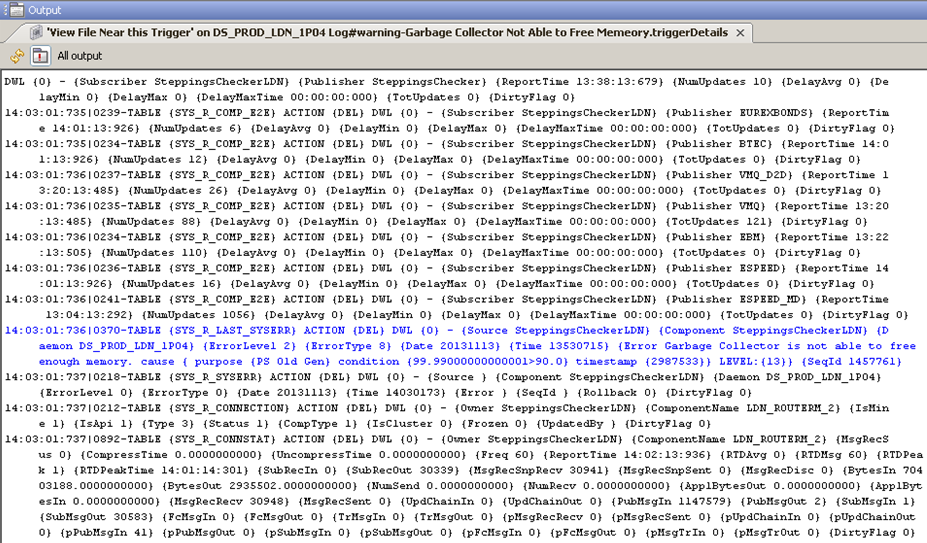 Output
'View File Near this Trigger' on DS_PROD_LDN_1P04 Log#warning-Garbage Collector Not Able to Free Memeory.triggerDetails
All output
DWL {0} - {Subscriber SteppingsCheckerLDN} {Publisher SteppingsChecker} {ReportTime 13:38:13:679} {NumUpdates 10} {DelayAvg 0} {De
layMin 0} {DelayMax 0} {DelayMaxTime 00:00:00:000} {TotUpdates 0} {DirtyFlag 0}
14:03:01:735|0239-TABLE {SYS_R_COMP_E2E} ACTION {DEL} DWL {0} - {Subscriber SteppingsCheckerLDN} {Publisher EUREXBONDS} {ReportTim
e 14:01:13:926} {NumUpdates 6} {DelayAvg 0} {DelayMin 0} {DelayMax 0} {DelayMaxTime 00:00:00:000} {TotUpdates 0} {DirtyFlag 0}
14:03:01:735|0234-TABLE {SYS_R_COMP_E2E} ACTION {DEL} DWL {0} - {Subscriber SteppingsCheckerLDN} {Publisher BTEC} {ReportTime 14:0
1:13:926} {NumUpdates 12} {DelayAvg 0} {DelayMin 0} {DelayMax 0} {DelayMaxTime 00:00:00:000} {TotUpdates 0} {DirtyFlag 0}
14:03:01:736|0237-TABLE {SYS_R_COMP_E2E} ACTION {DEL} DWL {0} - {Subscriber SteppingsCheckerLDN} {Publisher VMQ_D2D} {ReportTime 1
3:20:13:485} {NumUpdates 26} {DelayAvg 0} {DelayMin 0} {DelayMax 0} {DelayMaxTime 00:00:00:000} {TotUpdates 0} {DirtyFlag 0}
14:03:01:736|0235-TABLE {SYS_R_COMP_E2E} ACTION {DEL} DWL {0} - {Subscriber SteppingsCheckerLDN} {Publisher VMQ} {ReportTime 13:20
:13:485} {NumUpdates 88} {DelayAvg 0} {DelayMin 0} {DelayMax 0} {DelayMaxTime 00:00:00:000} {TotUpdates 121} {DirtyFlag 0}
14:03:01:736|0234-TABLE {SYS_R_COMP_E2E} ACTION {DEL} DWL {0} - {Subscriber SteppingsCheckerLDN} {Publisher EBM} {ReportTime 13:22
:13:505} {NumUpdates 110} {DelayAvg 0} {DelayMin 0} {DelayMax 0} {DelayMaxTime 00:00:00:000} {TotUpdates 0} {DirtyFlag 0}
14:03:01:736|0236-TABLE {SYS_R_COMP_E2E} ACTION {DEL} DWL {0} - {Subscriber SteppingsCheckerLDN} {Publisher ESPEED} {ReportTime 14
:01:13:926} {NumUpdates 16} {DelayAvg 0} {DelayMin 0} {DelayMax 0} {DelayMaxTime 00:00:00:000} {TotUpdates 0} {DirtyFlag 0}
14:03:01:736|0241-TABLE {SYS_R_COMP_E2E} ACTION {DEL} DWL {0} - {Subscriber SteppingsCheckerLDN} {Publisher ESPEED_MD} {ReportTime
13:04:13:292} {NumUpdates 1056} {DelayAvg 0} {DelayMin 0} {DelayMax 0} {DelayMaxTime 00:00:00:000} {TotUpdates 0} {DirtyFlag 0}
14:03:01:736|0370-TABLE {SYS_R_LAST_SYSERR} ACTION {DEL} DWL {0} - {Source SteppingsCheckerLDN} {Component SteppingsCheckerLDN} {D
aemon DS_PROD_LDN_1P04} {ErrorLevel 2} {ErrorType 8} {Date 20131113} {Time 13530715} {Error Garbage Collector is not able to free
enough memory. cause { purpose {PS Old Gen} condition {99.99000000000001>90.0} timestamp {2987533}} LEVEL:{13}} {SeqId 1457761}
14:03:01:737|0218-TABLE {SYS_R_SYSERR} ACTION {DEL} DWL {0} - {Source } {Component SteppingsCheckerLDN} {Daemon DS_PROD_LDN_1P04}
{ErrorLevel 0} {ErrorType 0} {Date 20131113} {Time 14030173} {Error } {SeqId } {Rollback 0} {DirtyFlag 0}
14:03:01:737|0212-TABLE {SYS_R_CONNECTION} ACTION {DEL} DWL {0} - {Owner SteppingsCheckerLDN} {ComponentName LDN_ROUTERM_2} {IsMin
e 1} {IsApi 1} {Type 3} {Status 1} {CompType 1} {IsCluster 0} {Frozen 0} {UpdatedBy } {DirtyFlag 0}
14:03:01:737|0892-TABLE {SYS_R_CONNSTAT} ACTION {DEL} DWL {0} - {Owner SteppingsCheckerLDN} {ComponentName LDN_ROUTERM_2} {MsgRecS
us 0} {CompressTime 0.0000000000} {UncompressTime 0.0000000000} {Freq 60} {ReportTime 14:02:13:936} {RTDAvg 0} {RTDMsg 60} {RTDPea
k 1} {RTDPeakTime 14:01:14:301} {SubRecIn 0} {SubRecOut 30339} {MsgRecSnpRecv 30941} {MsgRecSnpSent 0} {MsgRecDisc 0} {BytesIn 704
03188.0000000000} {BytesOut 2935502.0000000000} {NumSend 0.0000000000} {NumRecv 0.0000000000} {ApplBytesOut 0.0000000000} {ApplByt
esIn 0.0000000000} {MsgRecRecv 30948} {MsgRecSent 0} {UpdChainIn 0} {UpdChainOut 0} {PubMsgIn 1147579} {PubMsgOut 2} {SubMsgIn 1}
{SubMsgOut 30583} {FcMsgIn 0} {FcMsgOut 0} {TrMsgIn 0} {TrMsgOut 0} {pMsgRecRecv 0} {pMsgRecSent 0} {pUpdChainIn 0} {pUpdChainOut
0} {pPubMsgIn 41} {pPubMsgOut 0} {pSubMsgIn 0} {pSubMsgOut 0} {pFcMsgIn 0} {pFcMsgOut 0} {pMsgTrIn 0} {pMsgTrOut 0} {DirtyFlag 0}